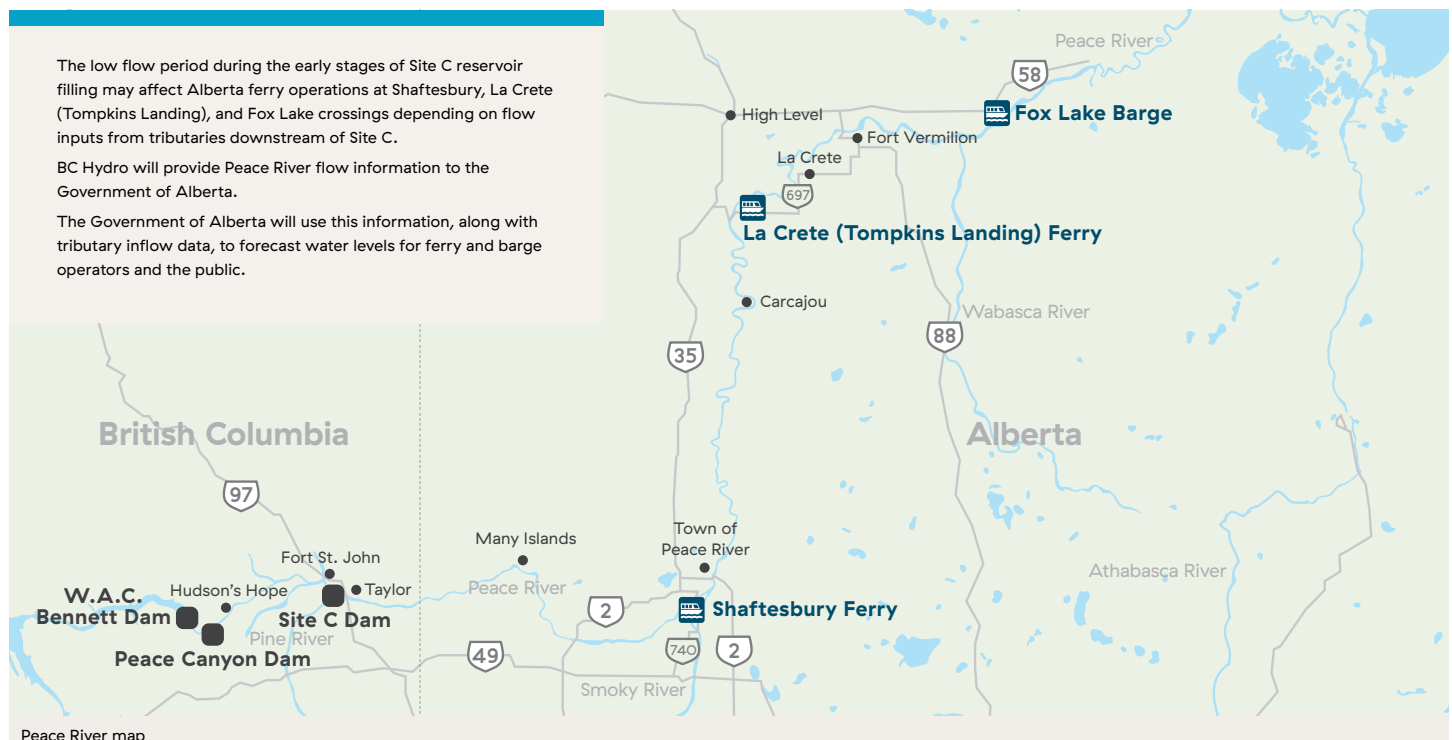 The low flow period during the early stages of Site C reservoir
filling may affect Alberta ferry operations at Shaftesbury, La Crete
(Tompkins Landing), and Fox Lake crossings depending on flow
inputs from tributaries downstream of Site C.
BC Hydro will provide Peace River flow information to the
Government of Alberta.
The Government of Alberta will use this information, along with
tributary inflow data, to forecast water levels for ferry and barge
operators and the public.
Peace River
58
Fox Lake Barge
High Level
Fort Vermilion
La Crete
697
La Crete (Tompkins Landing) Ferry
Carcajou
Wabasca River
88
35
British Columbia
Alberta
97
Town of
Peace River
Many Islands
Fort St. John
Athabasca River
Peace River
Hudson's Hope
Taylor
W.A.C.
Bennett Dam
Site C Dam
2
Shaftesbury Ferry
Pine River
Peace Canyon Dam
49
740
2
Smoky River
Peace River map